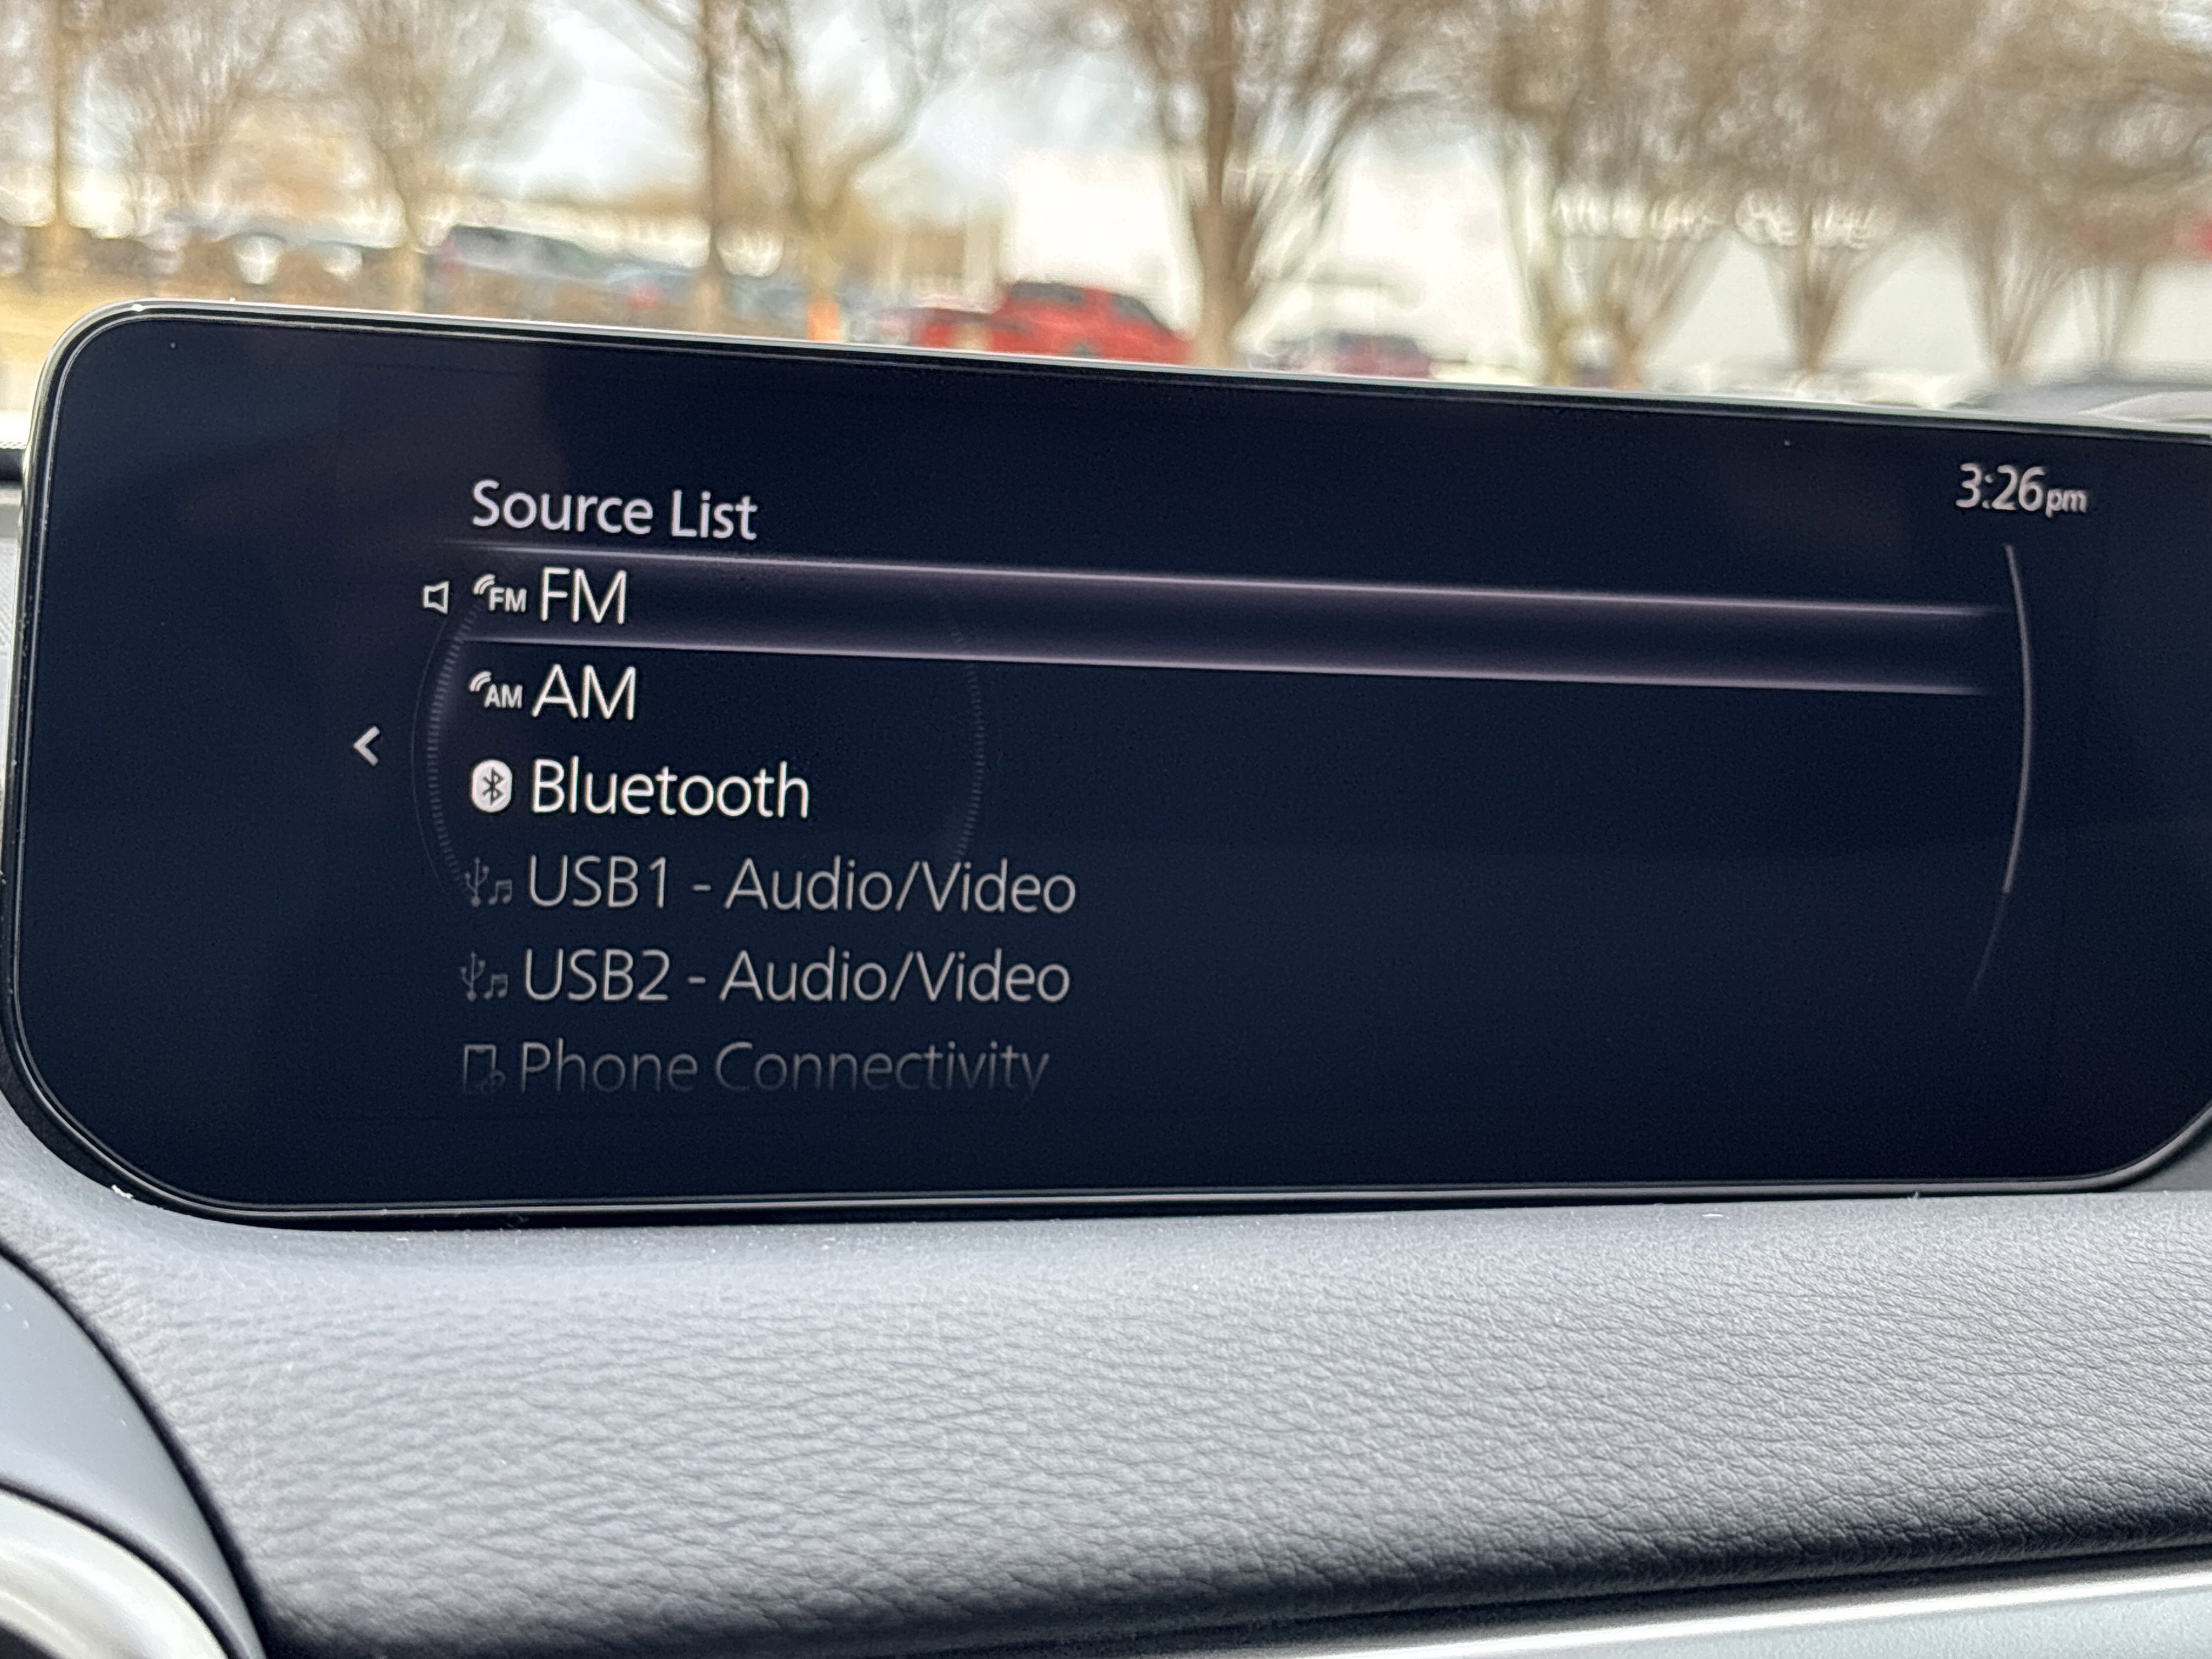 Source List
3:26pm
FM FM
AM AM
Bluetooth
USB1 - Audio/Video
USB2 - Audio/Video
Phone Connectivity